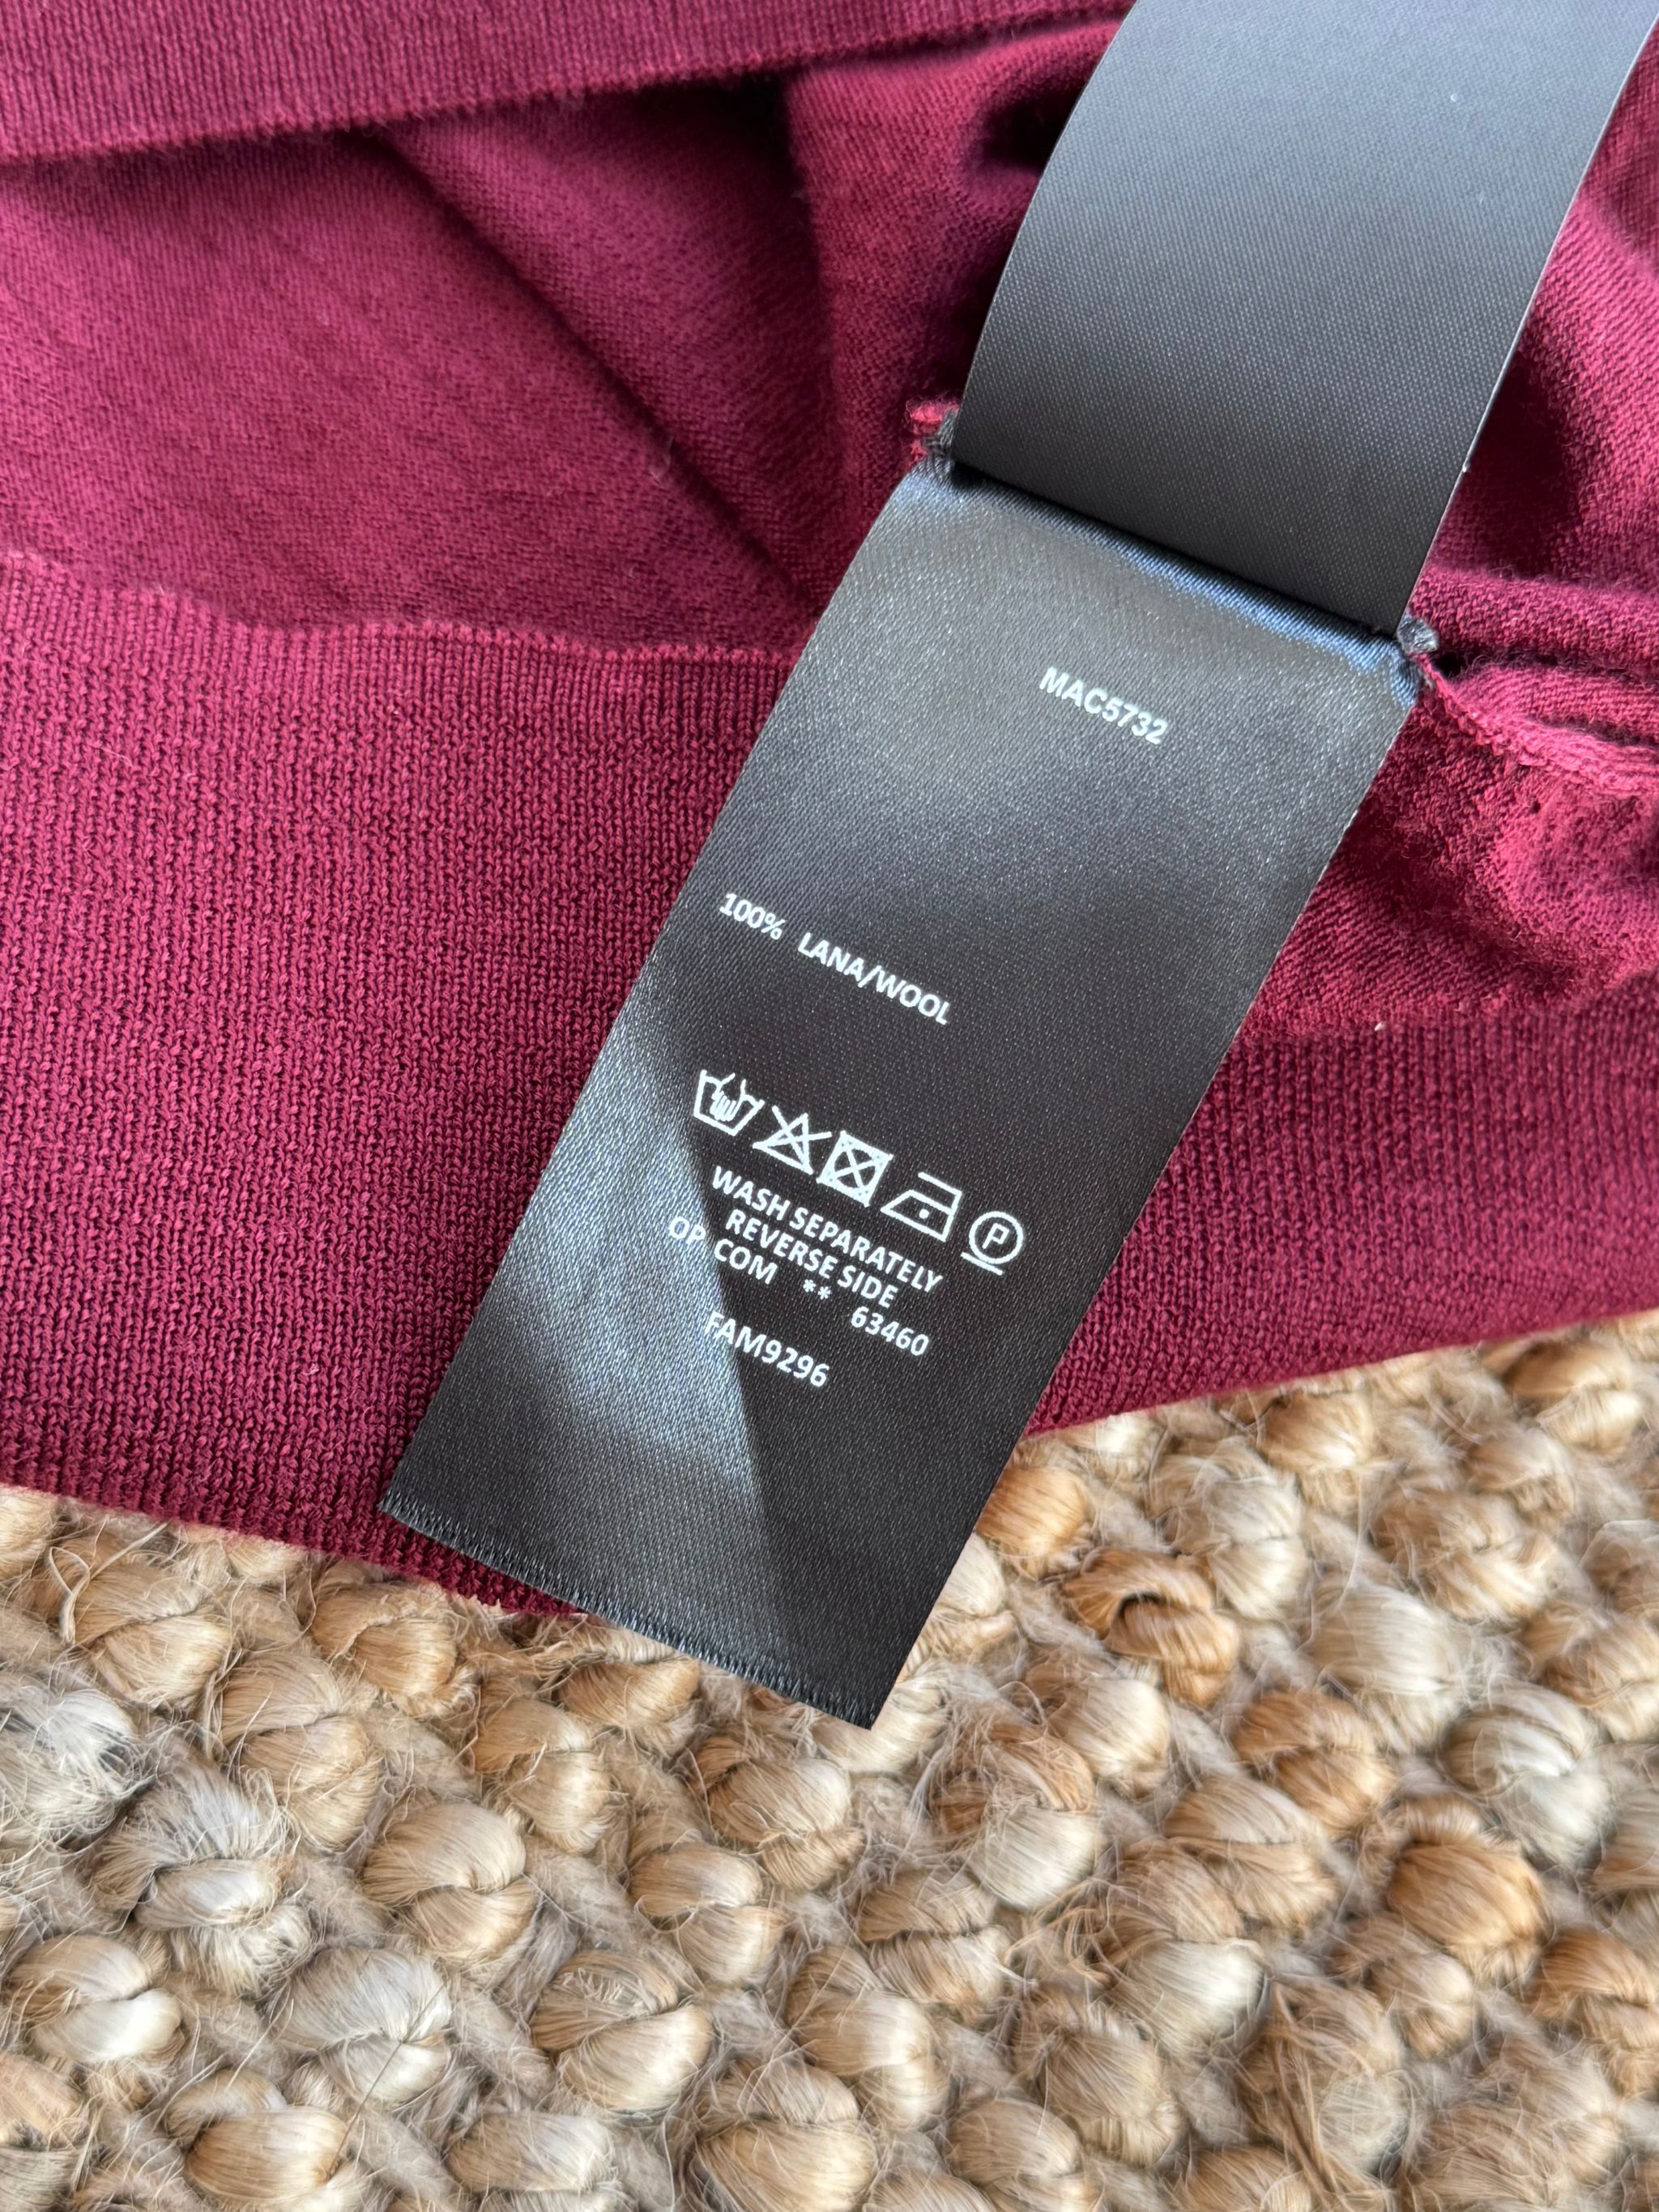 MAC5732
100% LANA/WOOL
P
WASH SEPARATELY
REVERSE SIDE
OP COM ** 63460
FAM9296